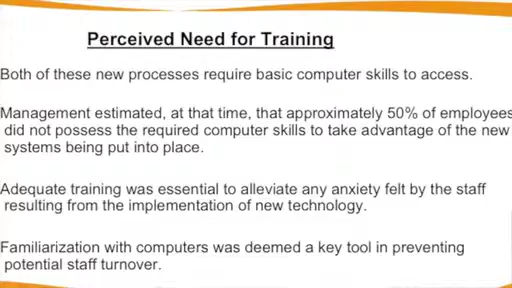 Perceived Need for Training
Both of these new processes require basic computer skills to access.
Management estimated, at that time, that approximately 50% of employees
did not possess the required computer skills to take advantage of the new
systems being put into place.
Adequate training was essential to alleviate any anxiety felt by the staff
resulting from the implementation of new technology.
Familiarization with computers was deemed a key tool in preventing
potential staff turnover.